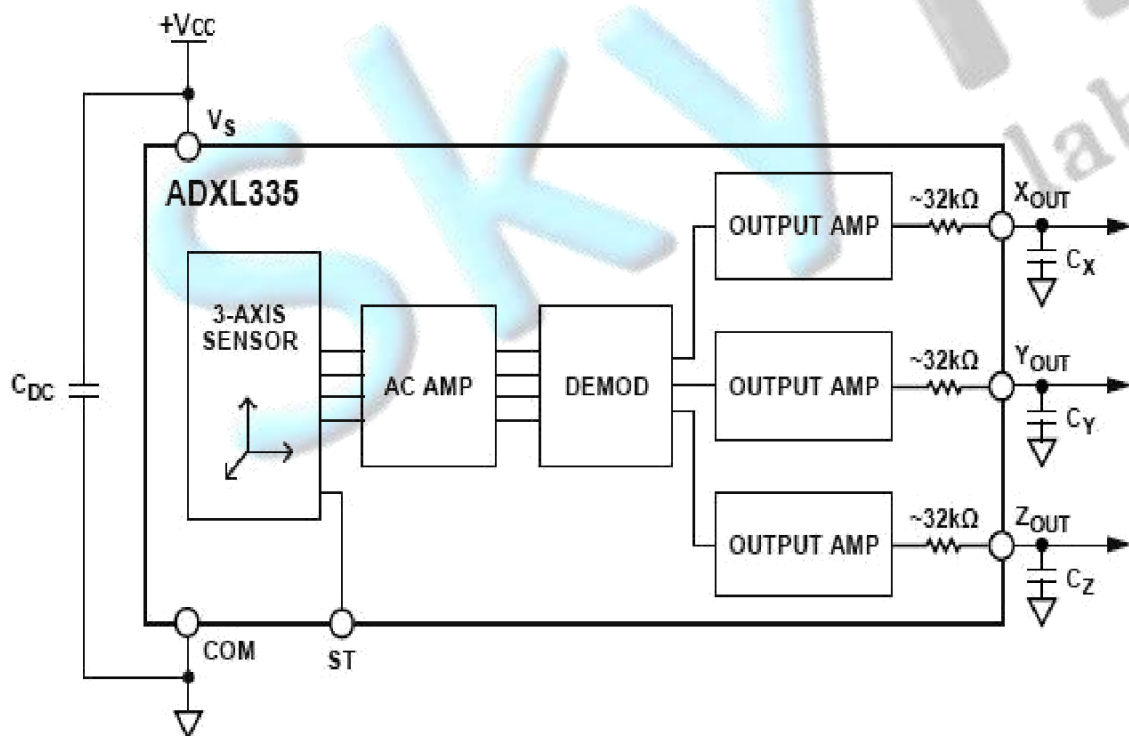 +VCC
VS
ADXL335
3-AXIS
SENSOR
AC AMP
DEMOD
OUTPUT AMP
~32kΩ
XOUT
CX
OUTPUT AMP
~32kΩ
YOUT
CY
OUTPUT AMP
~32kΩ
ZOUT
CZ
CDC
COM
ST
lab